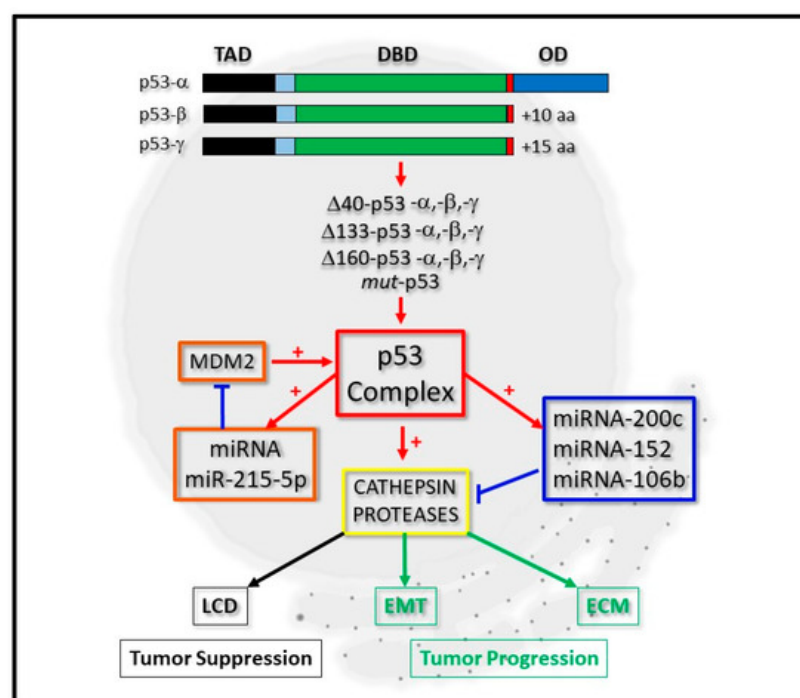 TAD DBD OD
p53-α
p53-β +10 aa
p53-γ +15 aa
Δ40-p53 -α,-β,-γ
Δ133-p53 -α,-β,-γ
Δ160-p53 -α,-β,-γ
mut-p53
MDM2
+
p53
Complex
+
+
miRNA
miR-215-5p
+
miRNA-200c
miRNA-152
miRNA-106b
CATHEPSIN
PROTEASES
LCD
EMT
ECM
Tumor Suppression
Tumor Progression